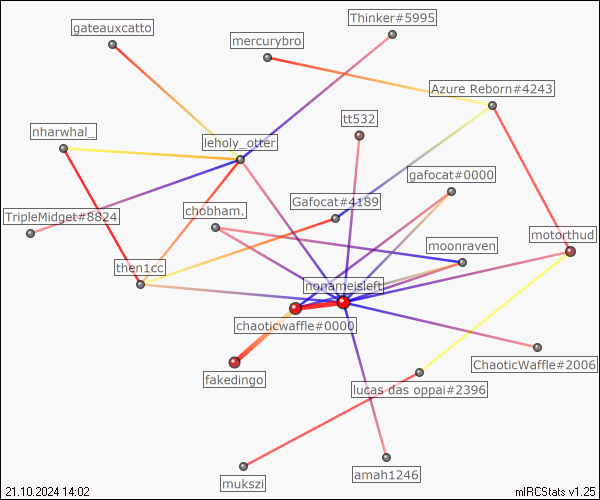 Thinker#5995
gateauxcatto
mercurybro
Azure Reborn#4243
tt532
nharwhal_
leholy_otter
gafocat#0000
Gafocat#4189
chobham.
TripleMidget#8824
motorthud
moonraven
then1cc
nonameisleft
chaoticwaffle#0000
ChaoticWaffle#2006
fakedingo
lucas das oppai#2396
amah1246
mukszi
21.10.2024 14:02
mIRCStats v1.25